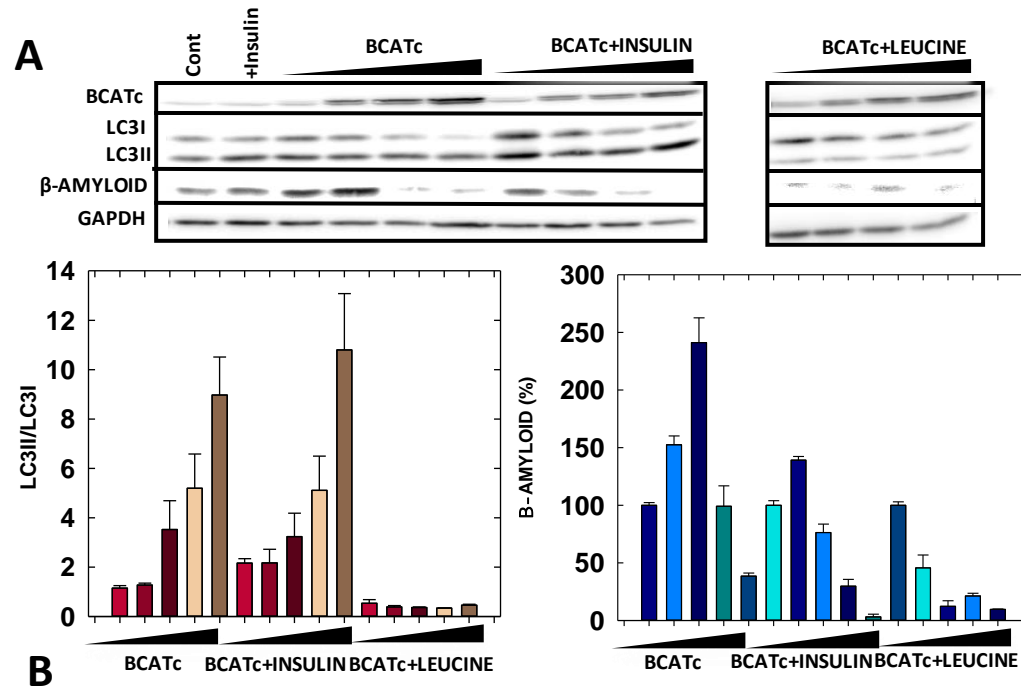 A
Cont
+Insulin
BCATc
BCATc+INSULIN
BCATc+LEUCINE
BCATc
LC3I
LC3II
β-AMYLOID
GAPDH
14
12
10
8
6
4
2
0
LC3II/LC3I
BCATc
BCATc+INSULIN
BCATc+LEUCINE
300
250
200
150
100
50
0
B-AMYLOID (%)
BCATc
BCATc+INSULIN
BCATc+LEUCINE
B